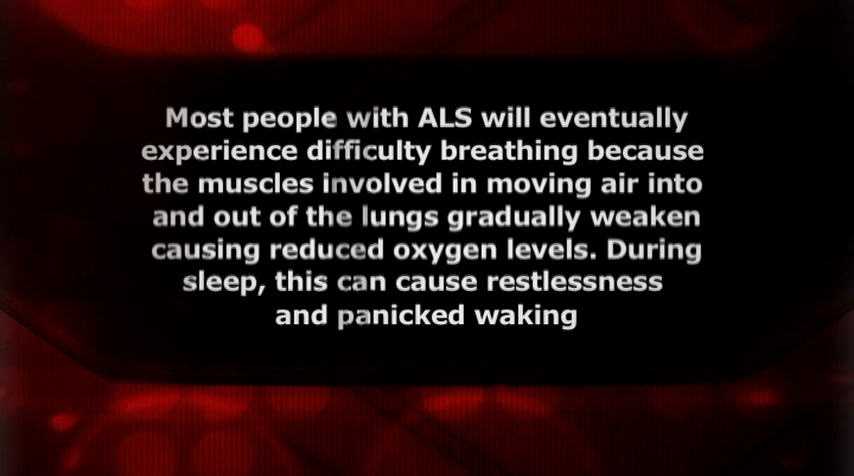 Most people with ALS will eventually
experience difficulty breathing because
the muscles involved in moving air into
and out of the lungs gradually weaken
causing reduced oxygen levels. During
sleep, this can cause restlessness
and panicked waking